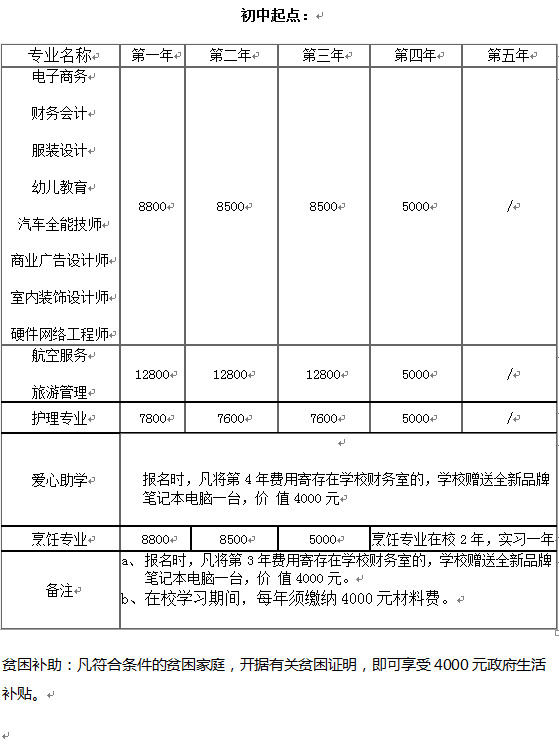 初中起点：
专业名称 第一年 第二年 第三年 第四年 第五年
电子商务
财务会计
服装设计
幼儿教育
汽车全能技师
商业广告设计师
室内装饰设计师
硬件网络工程师
8800 8500 8500 5000 /
航空服务
旅游管理
12800 12800 12800 5000 /
护理专业 7800 7600 7600 5000 /
爱心助学
报名时，凡将第 4 年费用寄存在学校财务室的，学校赠送全新品牌
笔记本电脑一台，价 值 4000 元
烹饪专业 8800 8500 5000 烹饪专业在校 2 年，实习一年
备注
a、报名时，凡将第 3 年费用寄存在学校财务室的，学校赠送全新品牌
笔记本电脑一台，价 值 4000 元。
b、在校学习期间，每年须缴纳 4000 元材料费。
贫困补助：凡符合条件的贫困家庭，开据有关贫困证明，即可享受 4000 元政府生活
补贴。